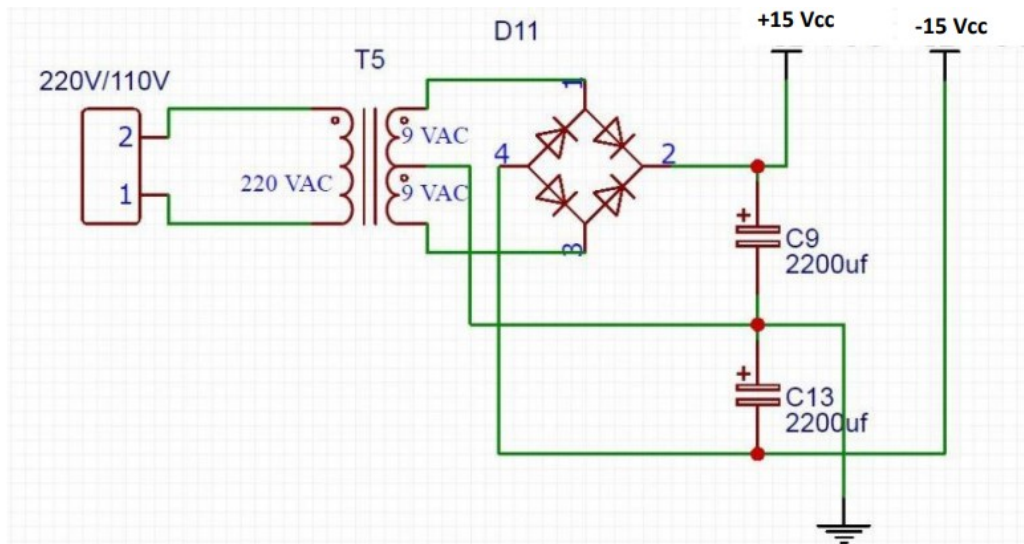 +15 Vcc
-15 Vcc
D11
T5
220V/110V
2
1
220 VAC
9 VAC
9 VAC
1
4
2
3
+
C9
2200uf
+
C13
2200uf